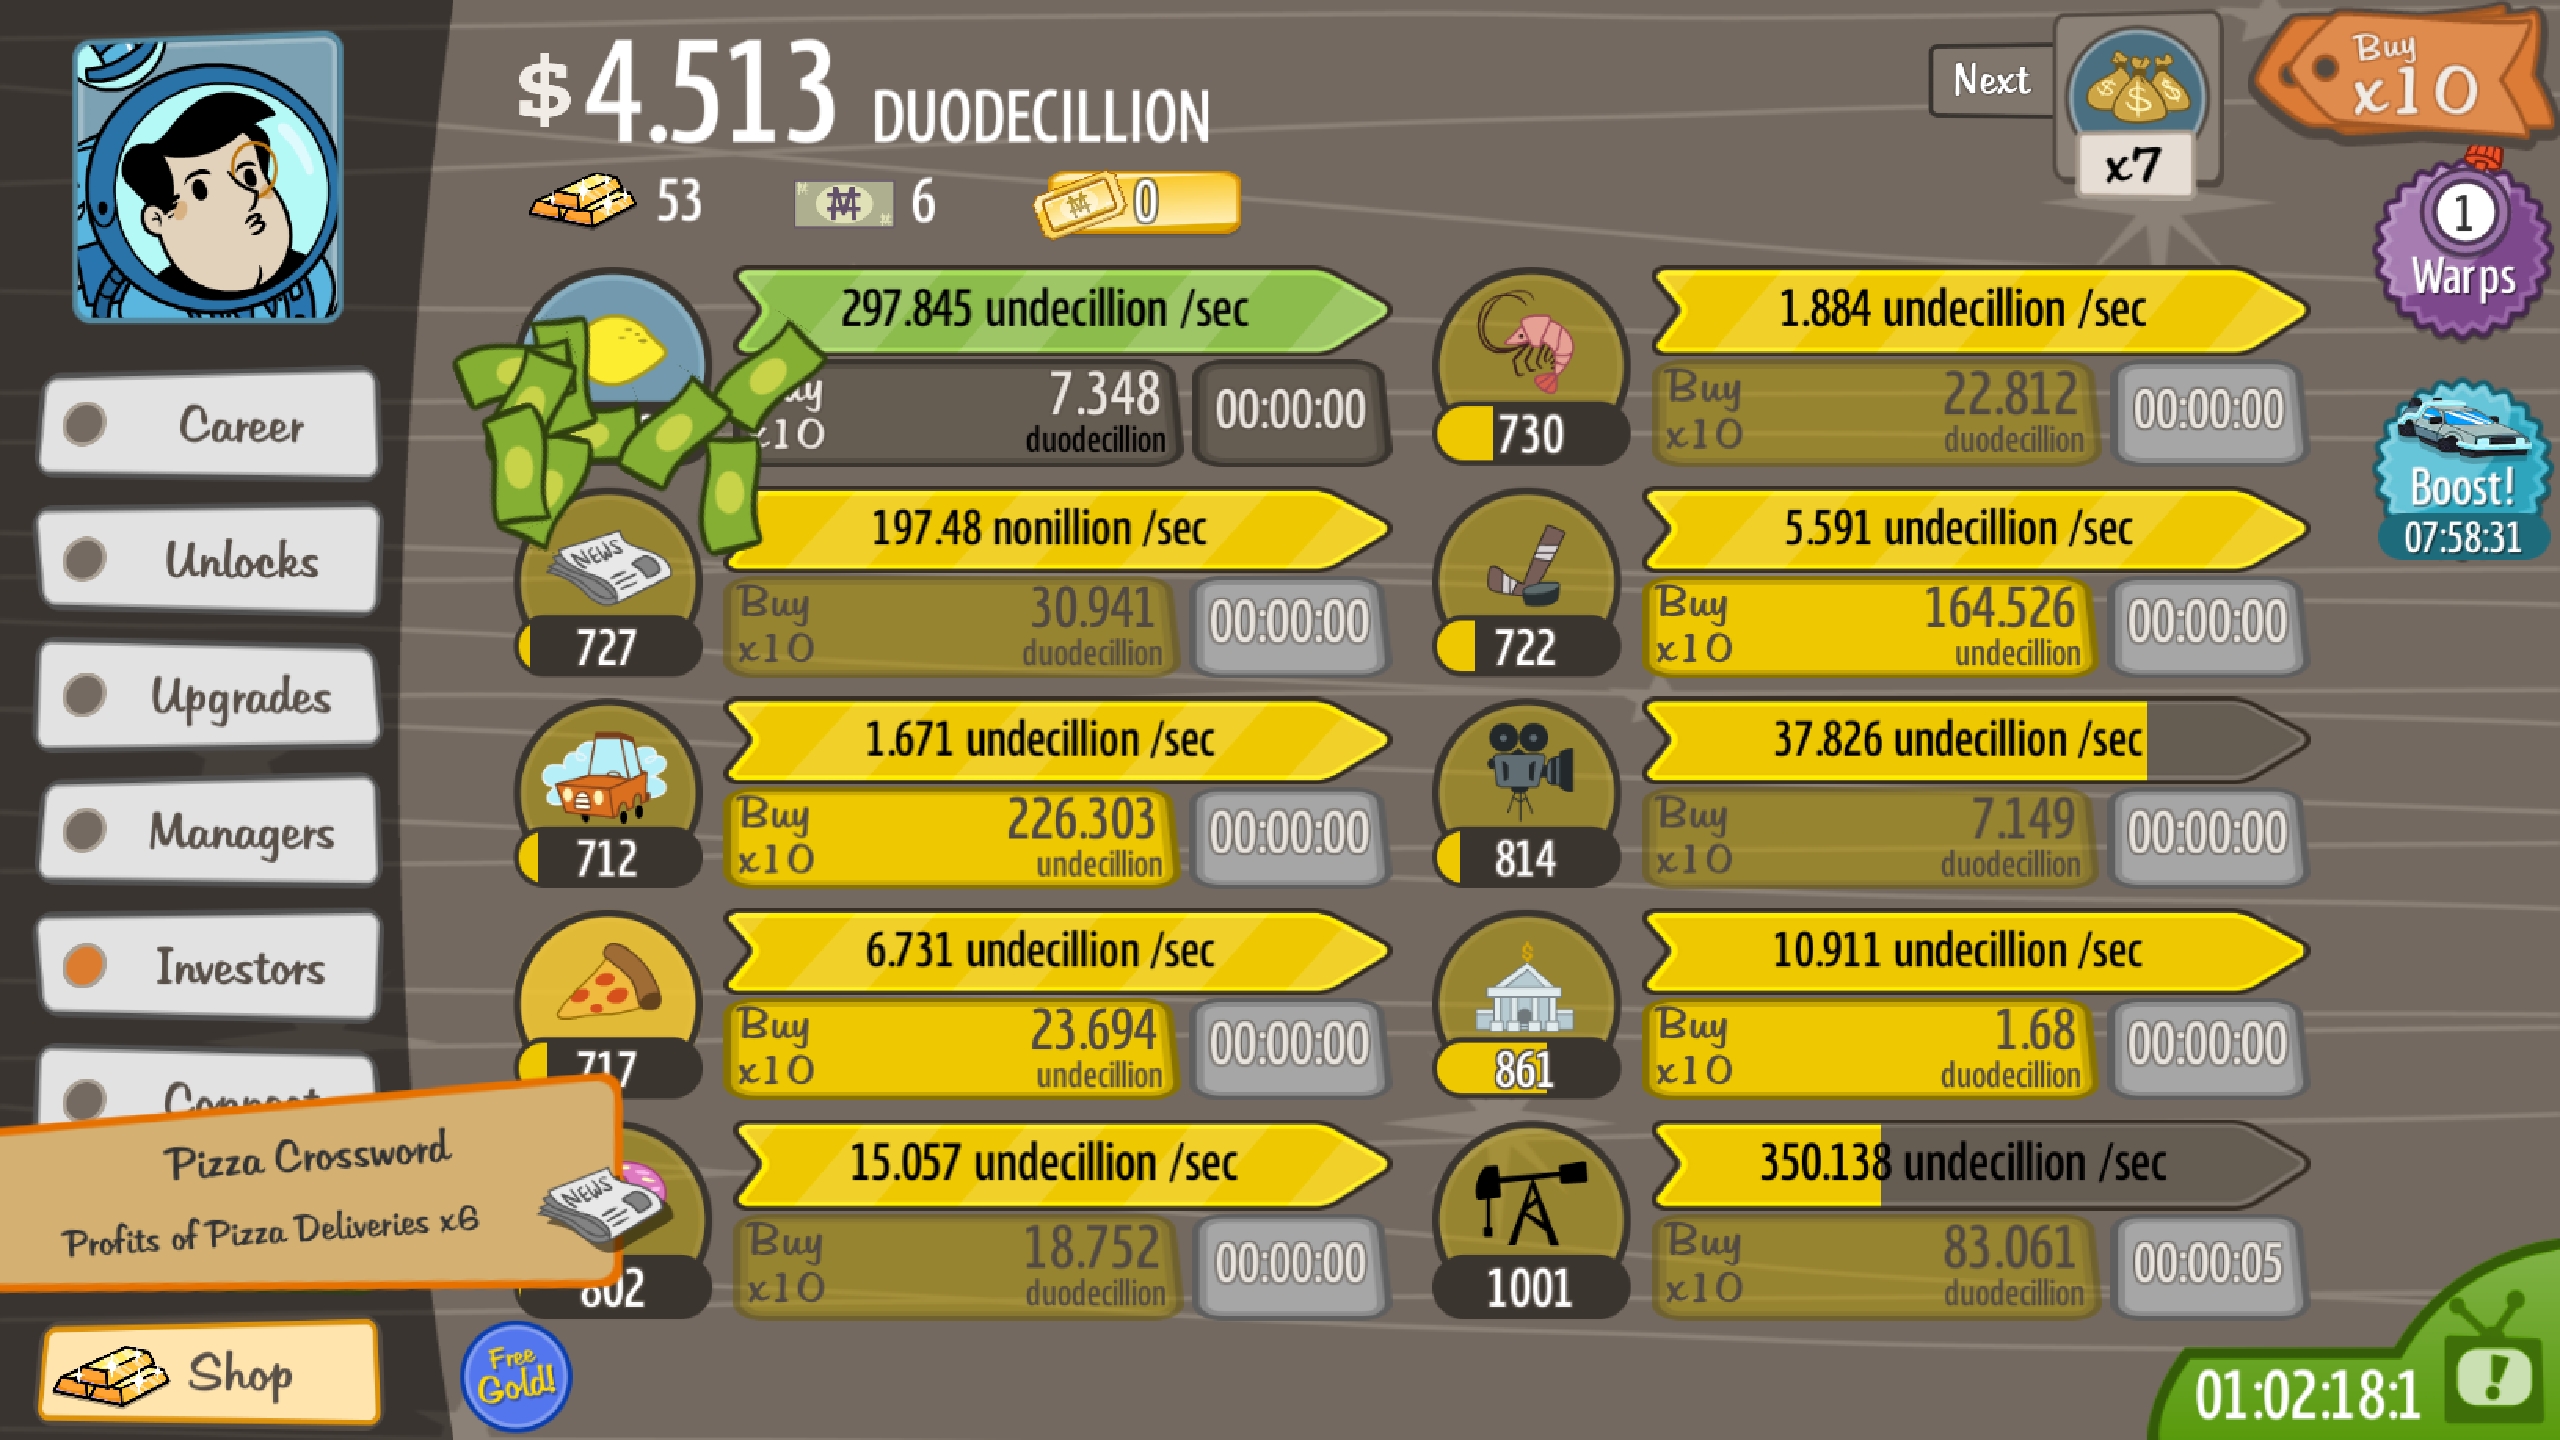 $4.513 DUODECILLION
Next
x7
Buy
x10
53
6
0
1
Warps
Boost!
07:58:31
Career
Unlocks
Upgrades
Managers
Investors
Connect
Pizza Crossword
Profits of Pizza Deliveries x6
NEWS
Shop
Free
Gold!
297.845 undecillion /sec
x10
7.348
duodecillion
00:00:00
1.884 undecillion /sec
730
Buy
x10
22.812
duodecillion
00:00:00
NEWS
727
197.48 nonillion /sec
Buy
x10
30.941
duodecillion
00:00:00
722
5.591 undecillion /sec
Buy
x10
164.526
undecillion
00:00:00
712
1.671 undecillion /sec
Buy
x10
226.303
undecillion
00:00:00
814
37.826 undecillion /sec
Buy
x10
7.149
duodecillion
00:00:00
717
6.731 undecillion /sec
Buy
x10
23.694
undecillion
00:00:00
861
10.911 undecillion /sec
Buy
x10
1.68
duodecillion
00:00:00
802
15.057 undecillion /sec
Buy
x10
18.752
duodecillion
00:00:00
1001
350.138 undecillion /sec
Buy
x10
83.061
duodecillion
00:00:05
01:02:18:1